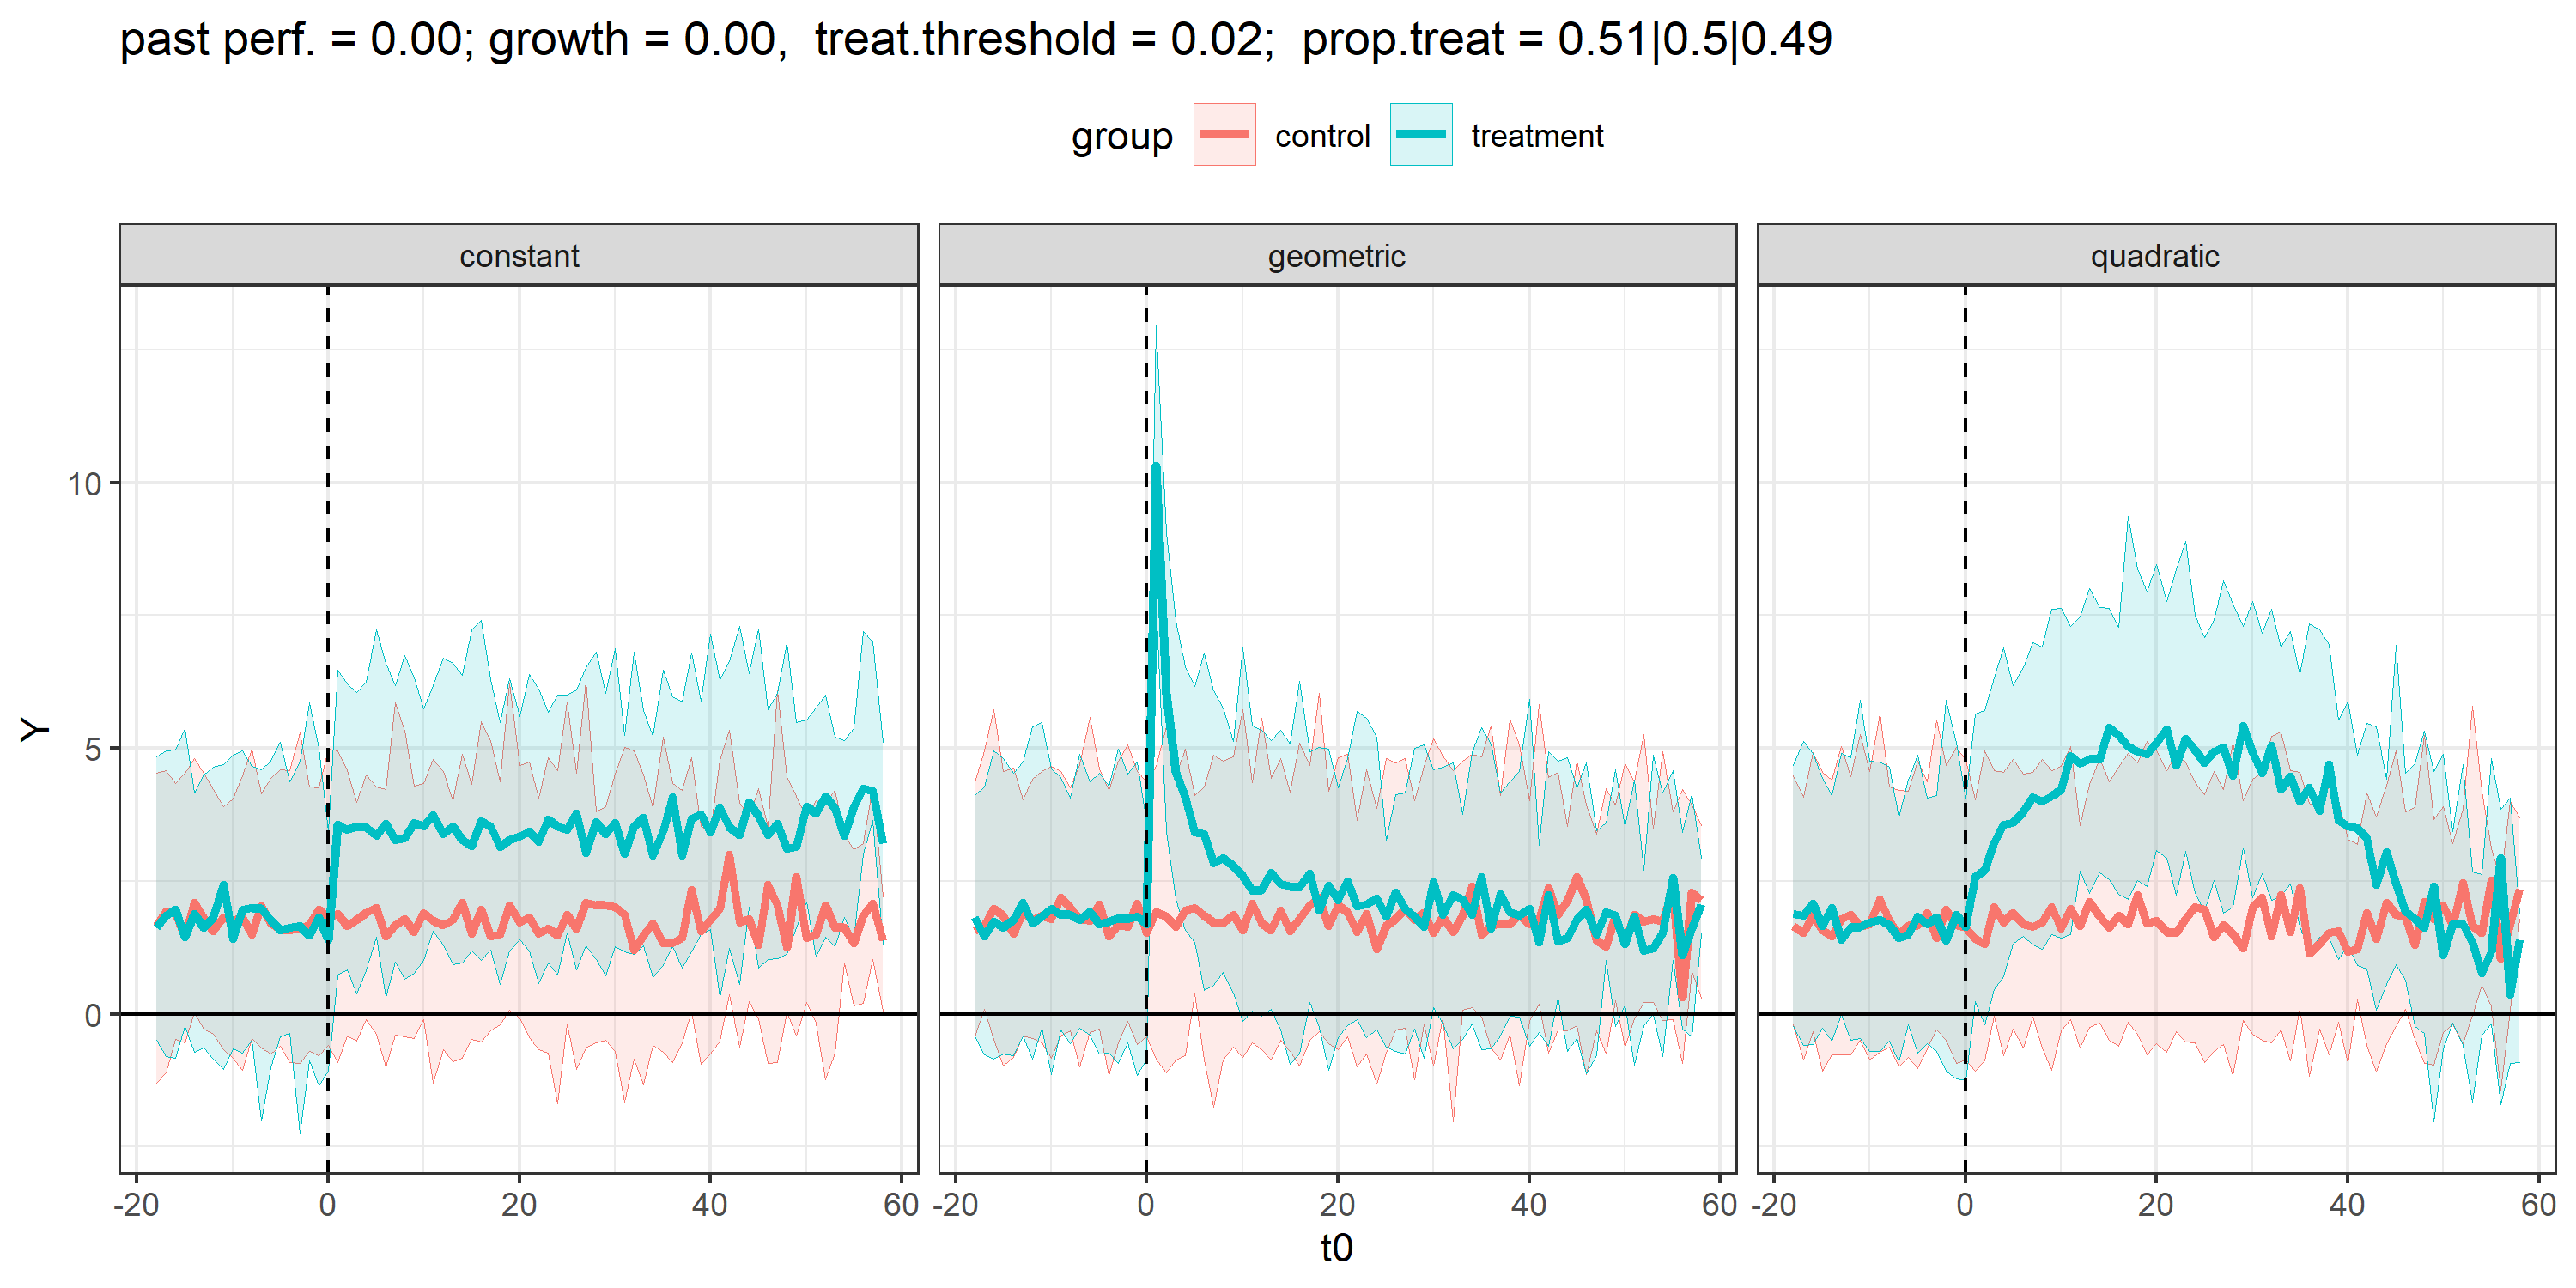 past perf. = 0.00; growth = 0.00,  treat.threshold = 0.02;  prop.treat = 0.51|0.5|0.49
group control treatment
constant geometric quadratic
10
5
0
Y
-20 0 20 40 60 -20 0 20 40 60 -20 0 20 40 60
t0